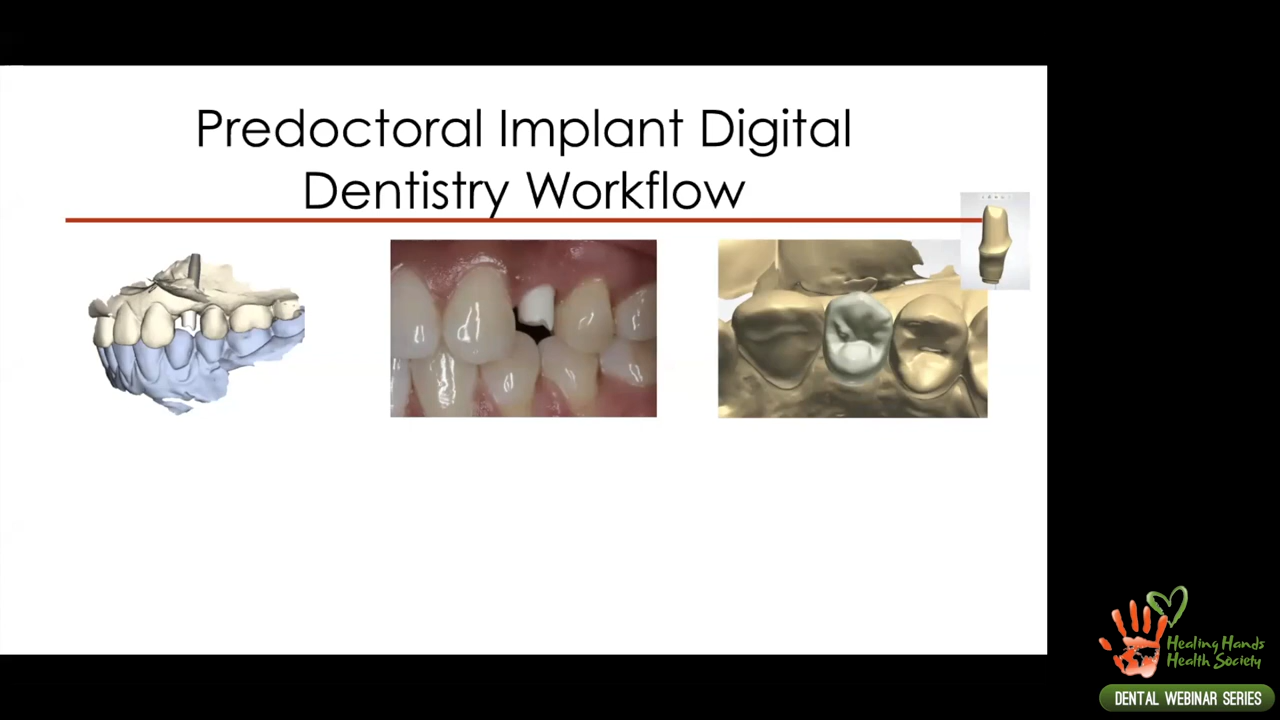 Predoctoral Implant Digital
Dentistry Workflow
Healing Hands
Health Society
DENTAL WEBINAR SERIES